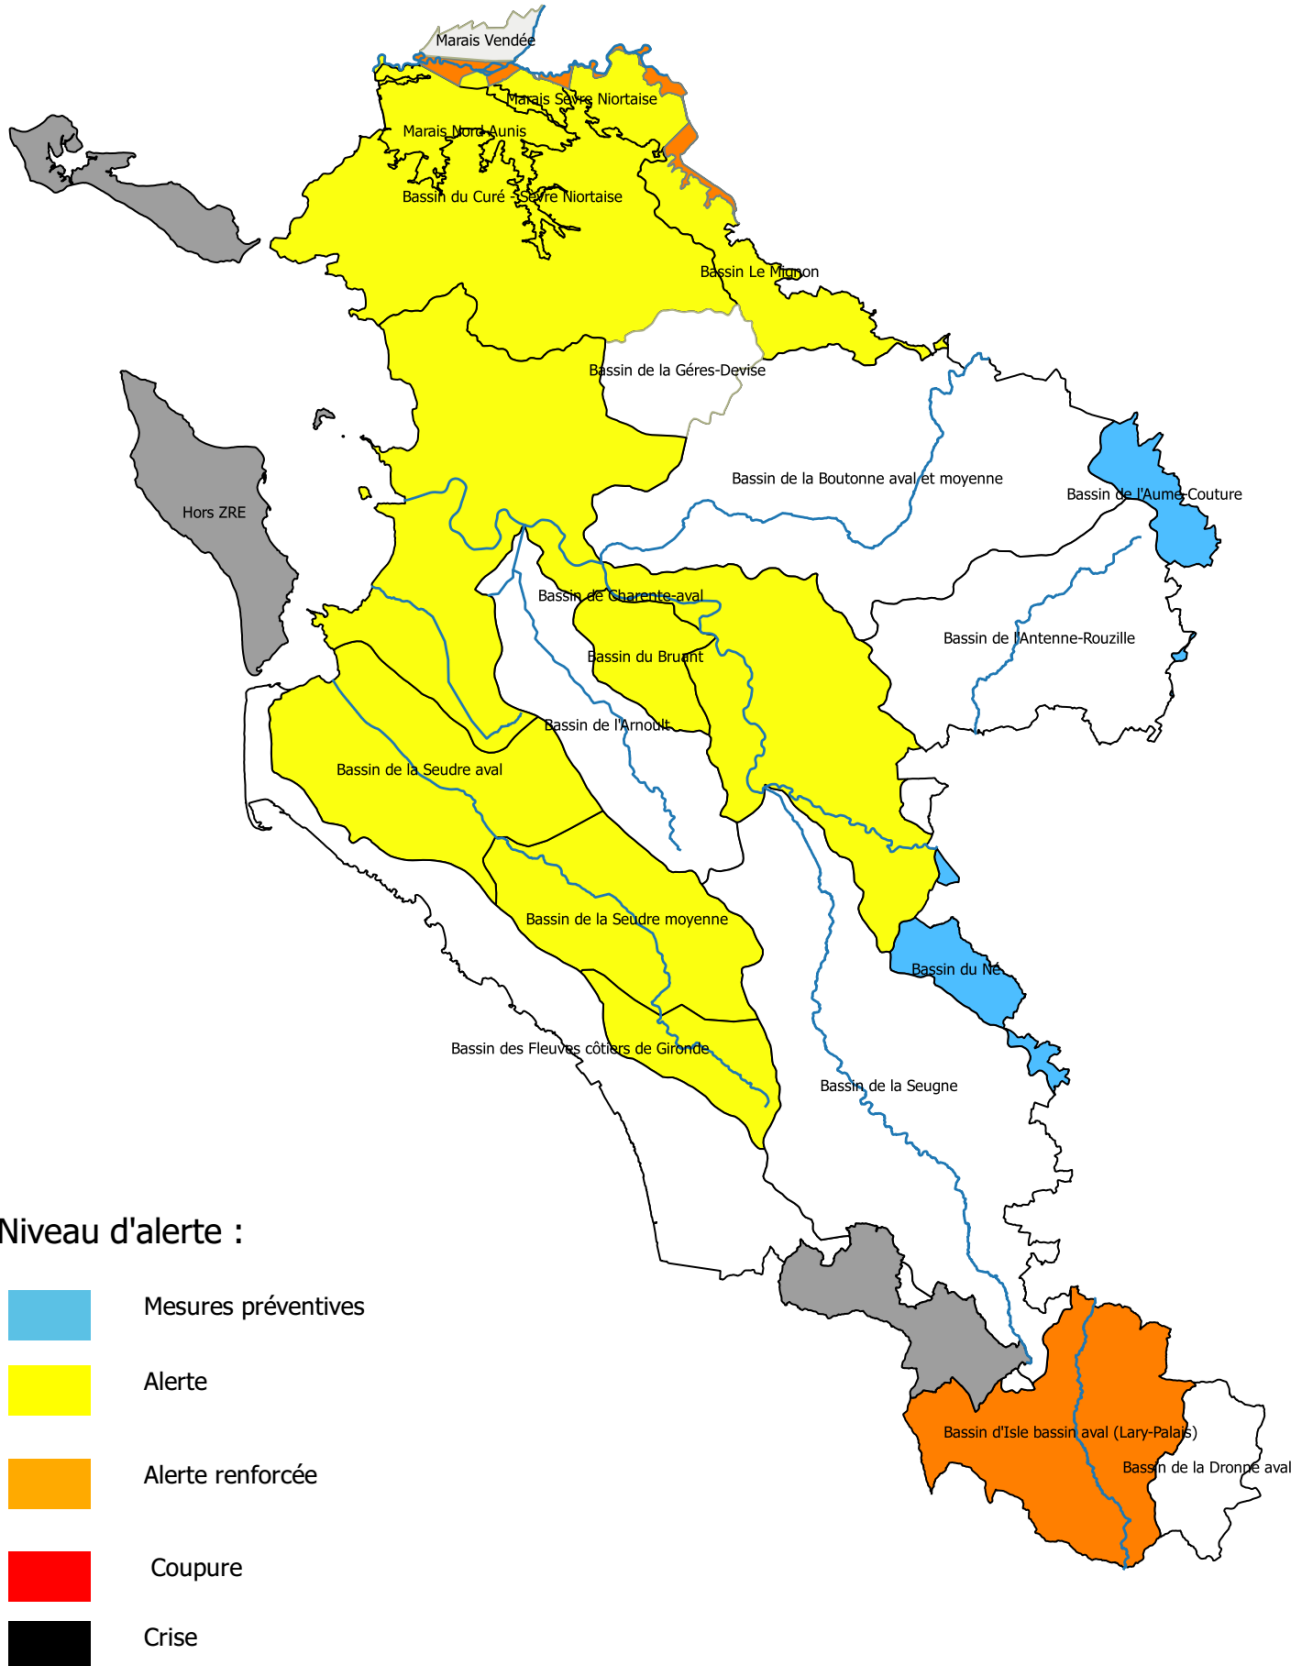 Marais Vendée
Marais Sèvre Niortaise
Marais Nord Aunis
Bassin du Curé - Sèvre Niortaise
Bassin Le Mignon
Bassin de la Géres-Devise
Bassin de la Boutonne aval et moyenne
Bassin de l'Aume-Couture
Hors ZRE
Bassin de Charente-aval
Bassin de l'Antenne-Rouzille
Bassin du Bruant
Bassin de l'Arnoult
Bassin de la Seudre aval
Bassin de la Seudre moyenne
Bassin du Né
Bassin des Fleuves côtiers de Gironde
Bassin de la Seugne
Niveau d'alerte :
Mesures préventives
Alerte
Bassin d'Isle bassin aval (Lary-Palais)
Bassin de la Dronne aval
Alerte renforcée
Coupure
Crise